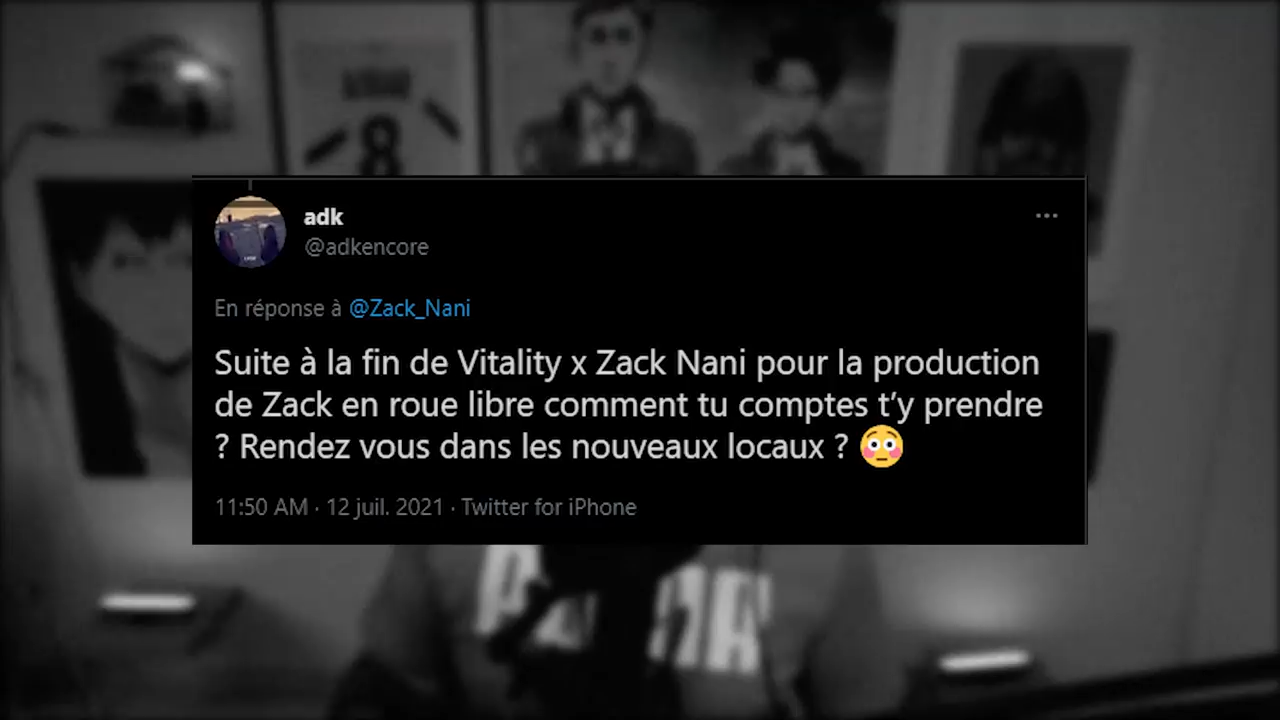 adk
@adkencore
En réponse à @Zack_Nani
Suite à la fin de Vitality x Zack Nani pour la production
de Zack en roue libre comment tu comptes t’y prendre
? Rendez vous dans les nouveaux locaux ? 😳
11:50 AM · 12 juil. 2021 · Twitter for iPhone
8